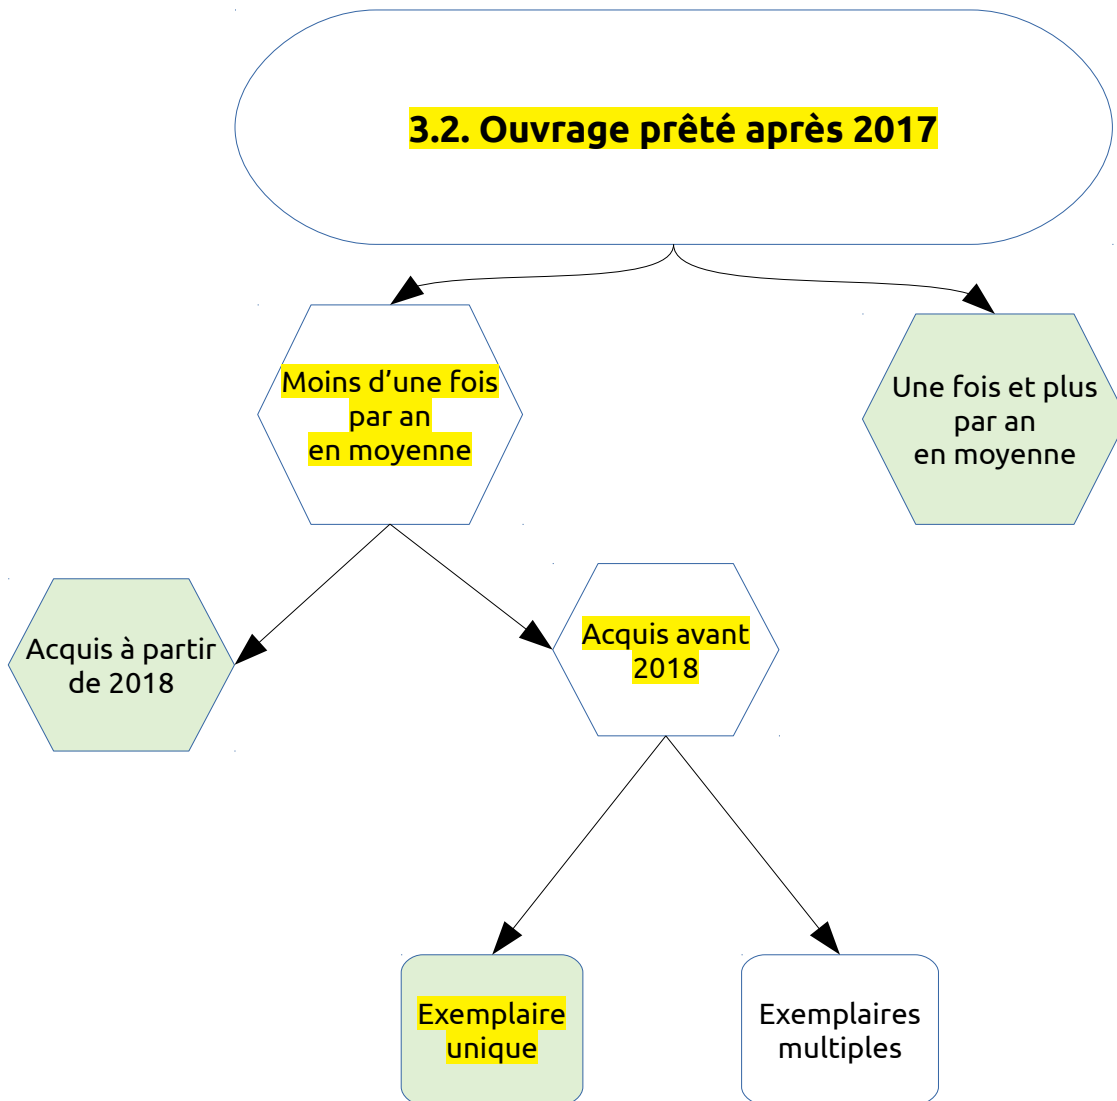 3.2. Ouvrage prêté après 2017
Moins d’une fois
par an
en moyenne
Une fois et plus
par an
en moyenne
Acquis à partir
de 2018
Acquis avant
2018
Exemplaire
unique
Exemplaires
multiples